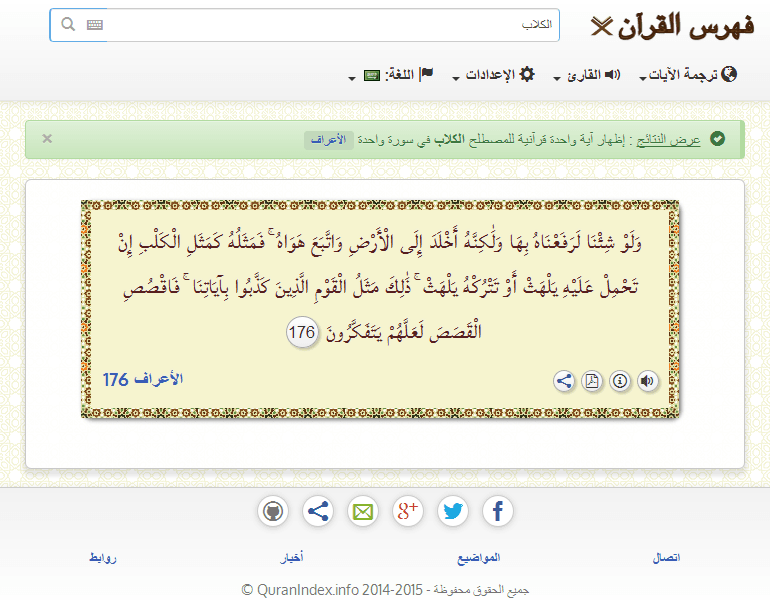 فهرس القرآن
الكلاب
ترجمة الآيات
القارئ
الإعدادات
اللغة:
عرض النتائج : إظهار آية واحدة قرآنية للمصطلح الكلاب في سورة واحدة الأعراف
×
وَلَوْ شِئْنَا لَرَفَعْنَاهُ بِهَا وَلَٰكِنَّهُ أَخْلَدَ إِلَى الْأَرْضِ وَاتَّبَعَ هَوَاهُ ۚ فَمَثَلُهُ كَمَثَلِ الْكَلْبِ إِنْ
تَحْمِلْ عَلَيْهِ يَلْهَثْ أَوْ تَتْرُكْهُ يَلْهَثْ ۚ ذَٰلِكَ مَثَلُ الْقَوْمِ الَّذِينَ كَذَّبُوا بِآيَاتِنَا ۚ فَاقْصُصِ
الْقَصَصَ لَعَلَّهُمْ يَتَفَكَّرُونَ 176
الأعراف 176
اتصال
المواضيع
أخبار
روابط
جميع الحقوق محفوظة - QuranIndex.info 2014-2015 ©